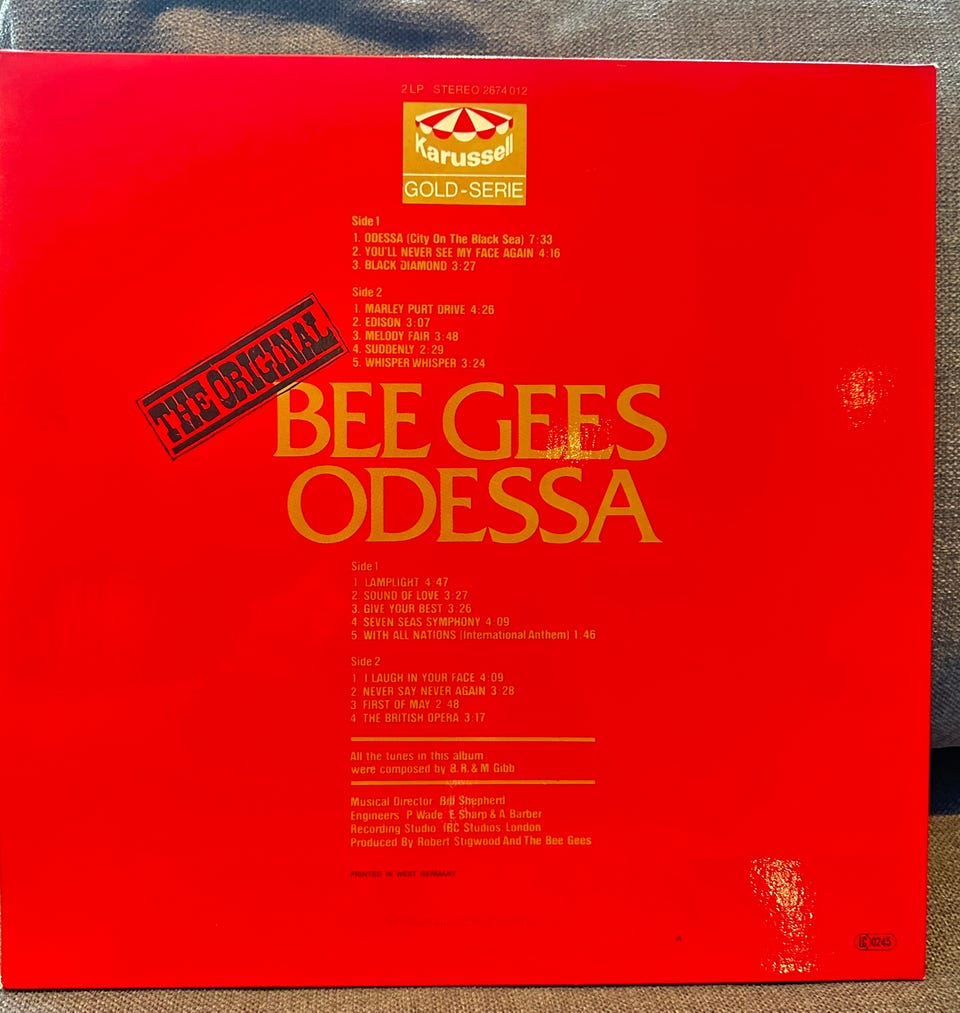 2 LP STEREO 2674 012
Karussell
GOLD-SERIE
Side 1
1. ODESSA (City On The Black Sea) 7:33
2. YOU'LL NEVER SEE MY FACE AGAIN 4:16
3. BLACK DIAMOND 3:27
Side 2
1. MARLEY PURT DRIVE 4:26
2. EDISON 3:07
3. MELODY FAIR 3:48
4. SUDDENLY 2:29
5. WHISPER WHISPER 3:24
THE ORIGINAL
BEE GEES
ODESSA
Side 1
1 LAMPLIGHT 4:47
2. SOUND OF LOVE 3:27
3. GIVE YOUR BEST 3:26
4 SEVEN SEAS SYMPHONY 4:09
5. WITH ALL NATIONS (International Anthem) 1:46
Side 2
1 I LAUGH IN YOUR FACE 4:09
2. NEVER SAY NEVER AGAIN 3:28
3 FIRST OF MAY 2:48
4 THE BRITISH OPERA 3:17
All the tunes in this album
were composed by B. R. & M. Gibb
Musical Director Bill Shepherd
Engineers P Wade E Sharp & A. Barber
Recording Studio IBC Studios London
Produced By Robert Stigwood And The Bee Gees
PRINTED IN WEST GERMANY
LC 0245